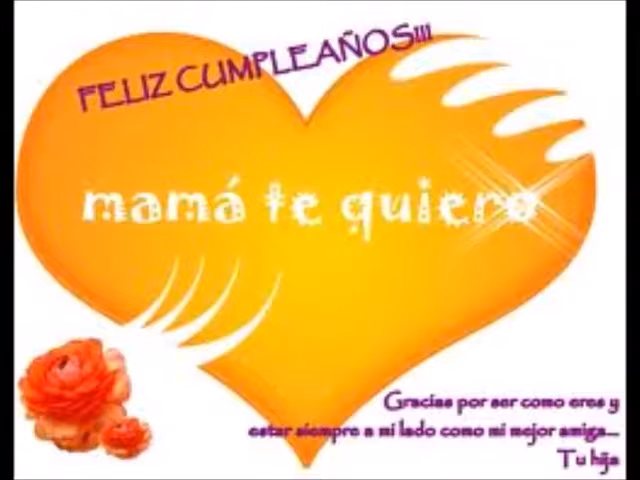 FELIZ CUMPLEAÑOS!!!
mamá te quiero
Gracias por ser como eres y
estar siempre a mi lado como mi mejor amiga...
Tu hija